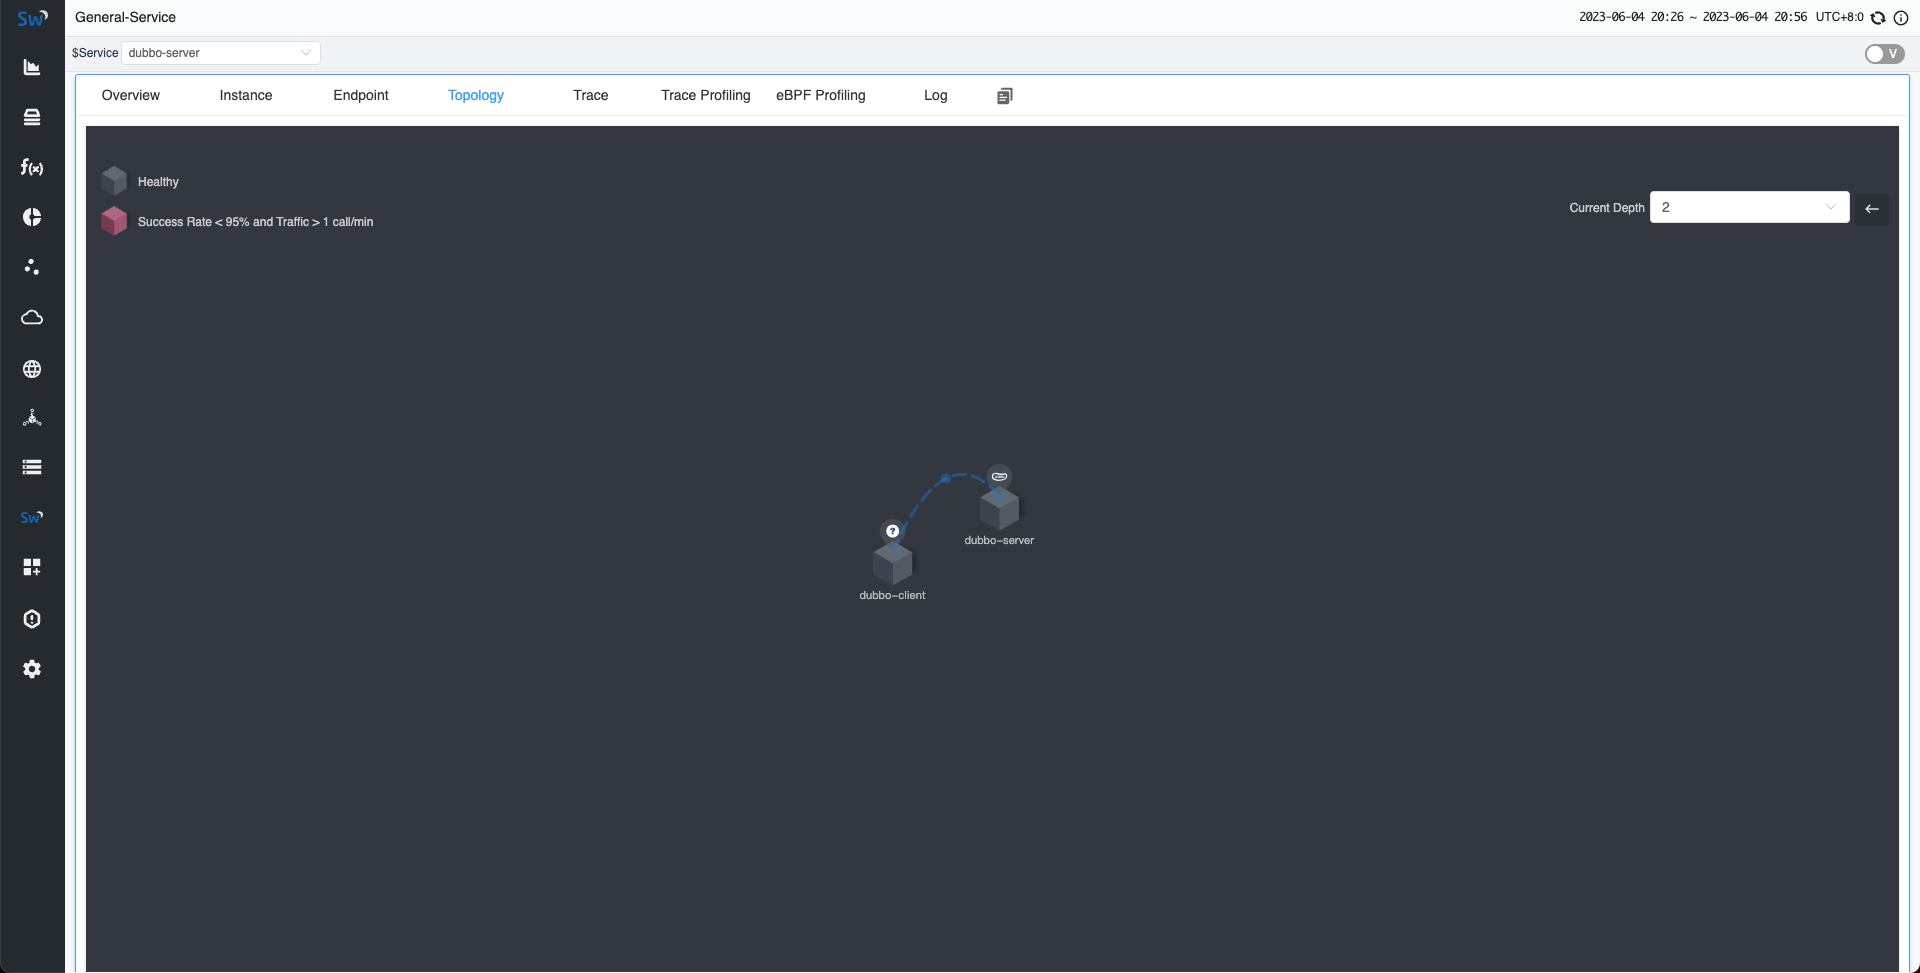 Sw
General-Service
2023-06-04 20:26 ~ 2023-06-04 20:56 UTC+8:0
$Service dubbo-server
V
Overview Instance Endpoint Topology Trace Trace Profiling eBPF Profiling Log
f(x)
Healthy
Success Rate < 95% and Traffic > 1 call/min
Current Depth 2
?
dubbo-server
dubbo-client
Sw